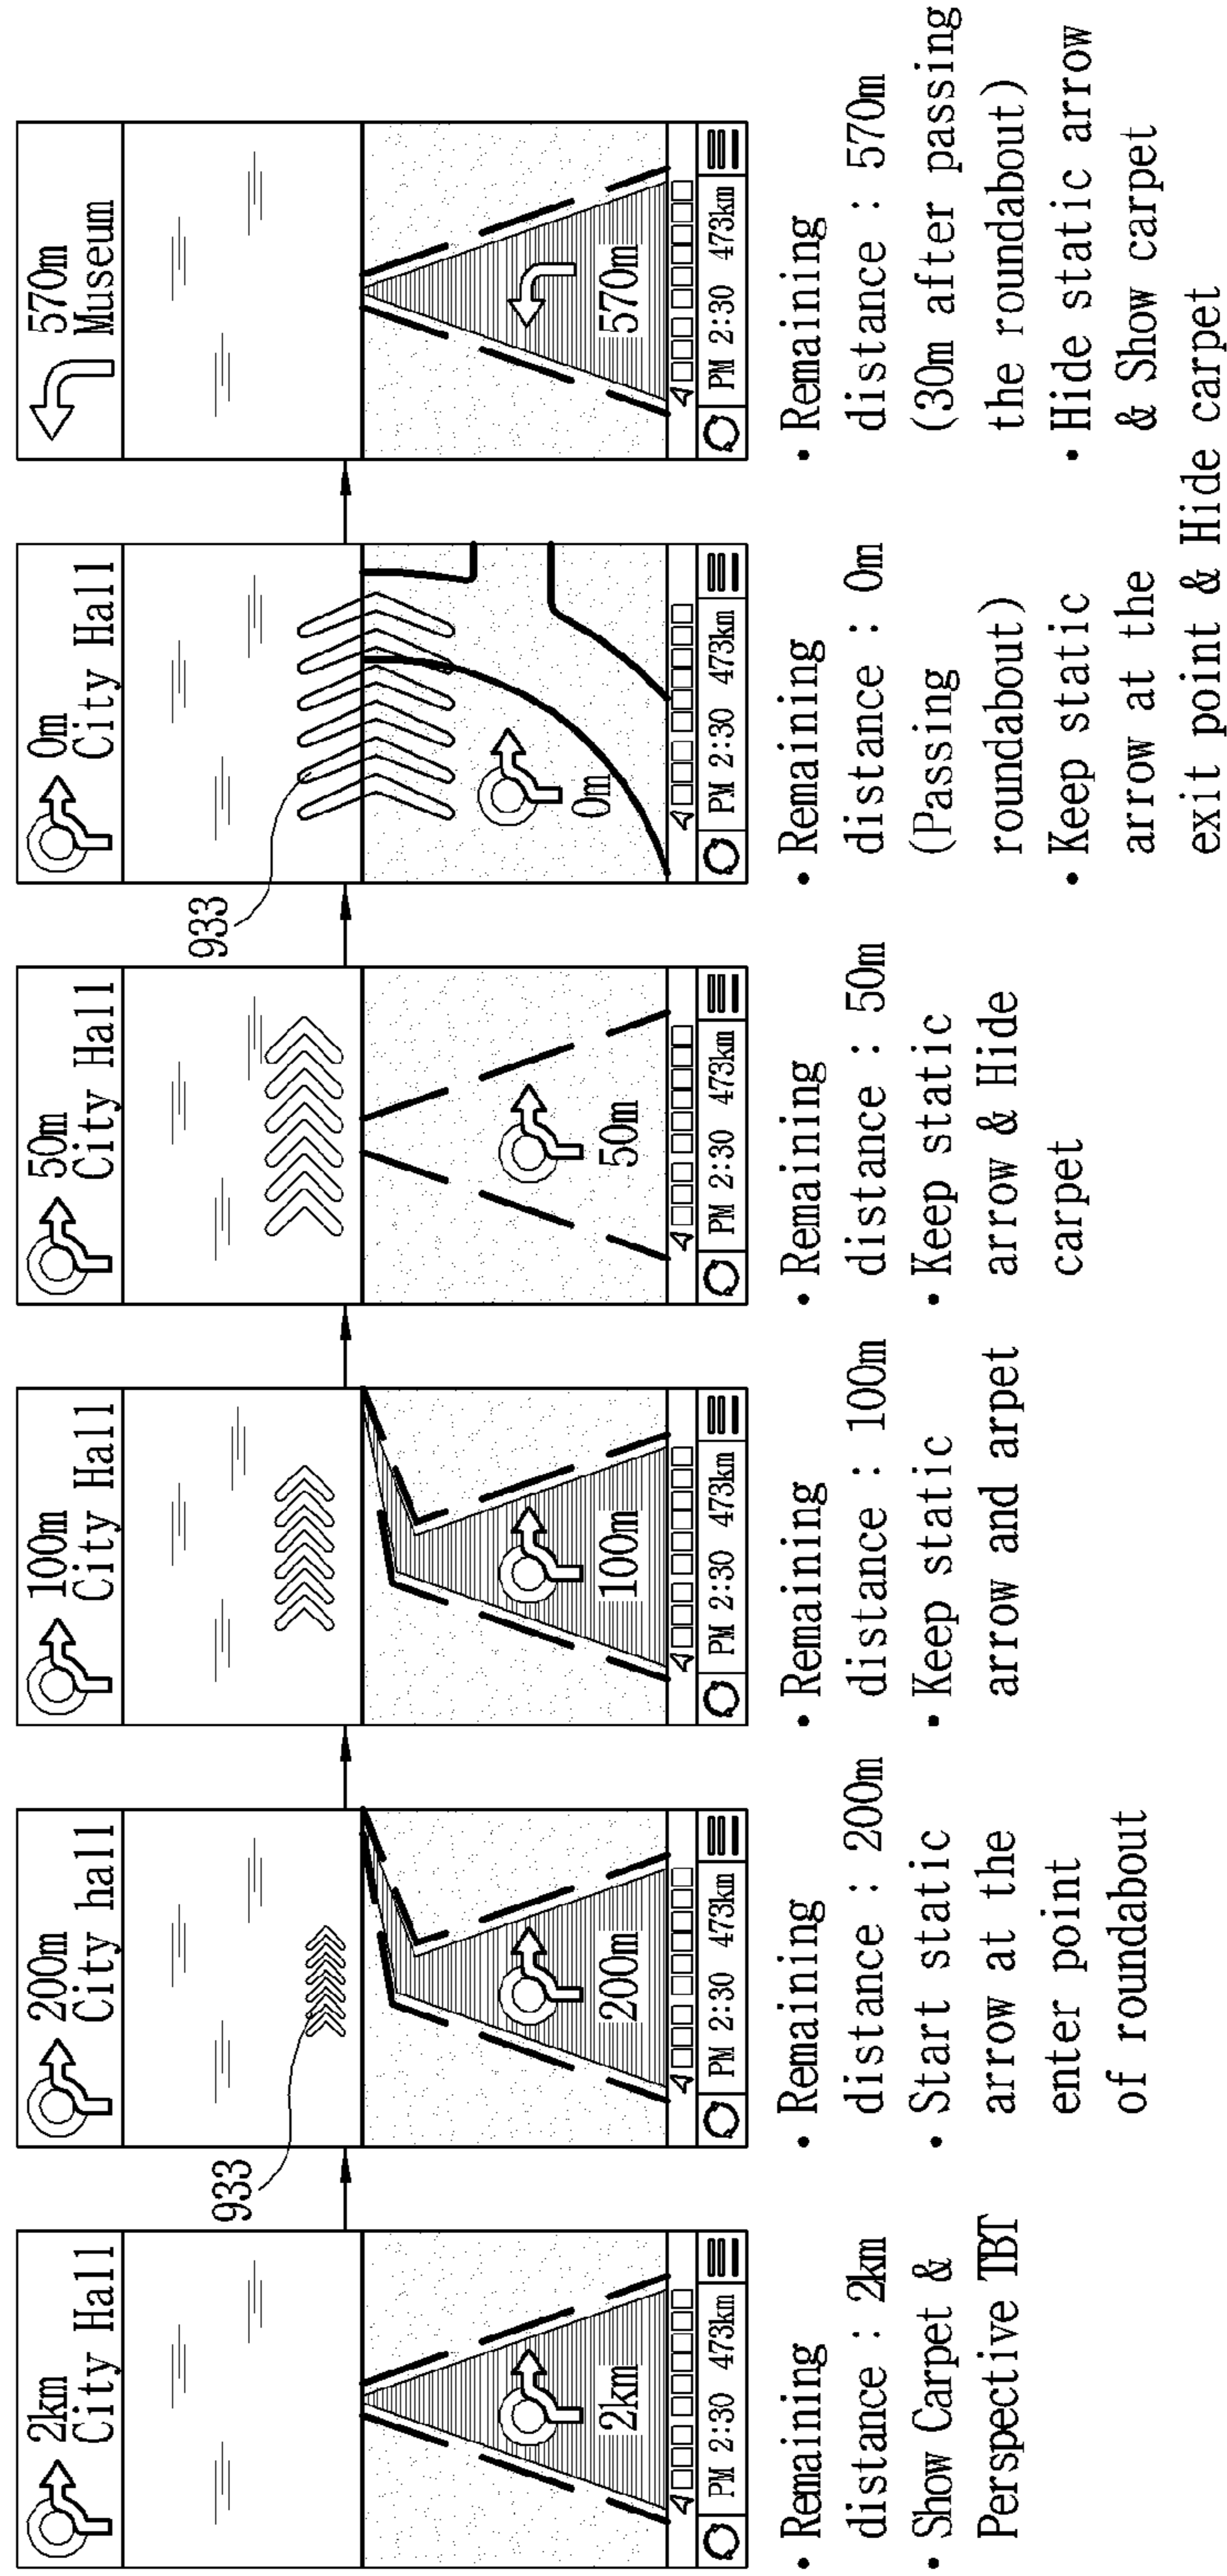 2km
City Hall
2km
PM 2:30 473km
• Remaining
distance : 2km
• Show Carpet &
Perspective TBT
933
200m
City hall
200m
PM 2:30 473km
• Remaining
distance : 200m
• Start static
arrow at the
enter point
of roundabout
100m
City Hall
100m
PM 2:30 473km
• Remaining
distance : 100m
• Keep static
arrow and arpet
50m
City Hall
50m
PM 2:30 473km
• Remaining
distance : 50m
• Keep static
arrow & Hide
carpet
933
0m
City Hall
0m
PM 2:30 473km
• Remaining
distance : 0m
(Passing
roundabout)
• Keep static
arrow at the
exit point & Hide carpet
570m
Museum
570m
PM 2:30 473km
• Remaining
distance : 570m
(30m after passing
the roundabout)
• Hide static arrow
& Show carpet